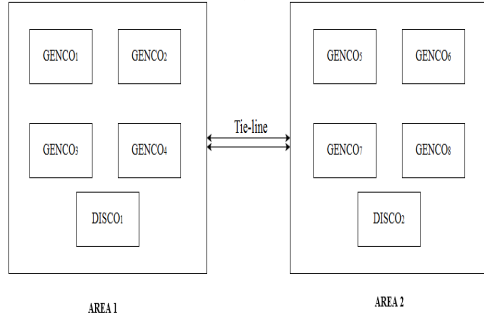 GENCO₁ GENCO₂ GENCO₅ GENCO₆
Tie-line
GENCO₃ GENCO₄ GENCO₇ GENCO₈
DISCO₁ DISCO₂
AREA 1 AREA 2